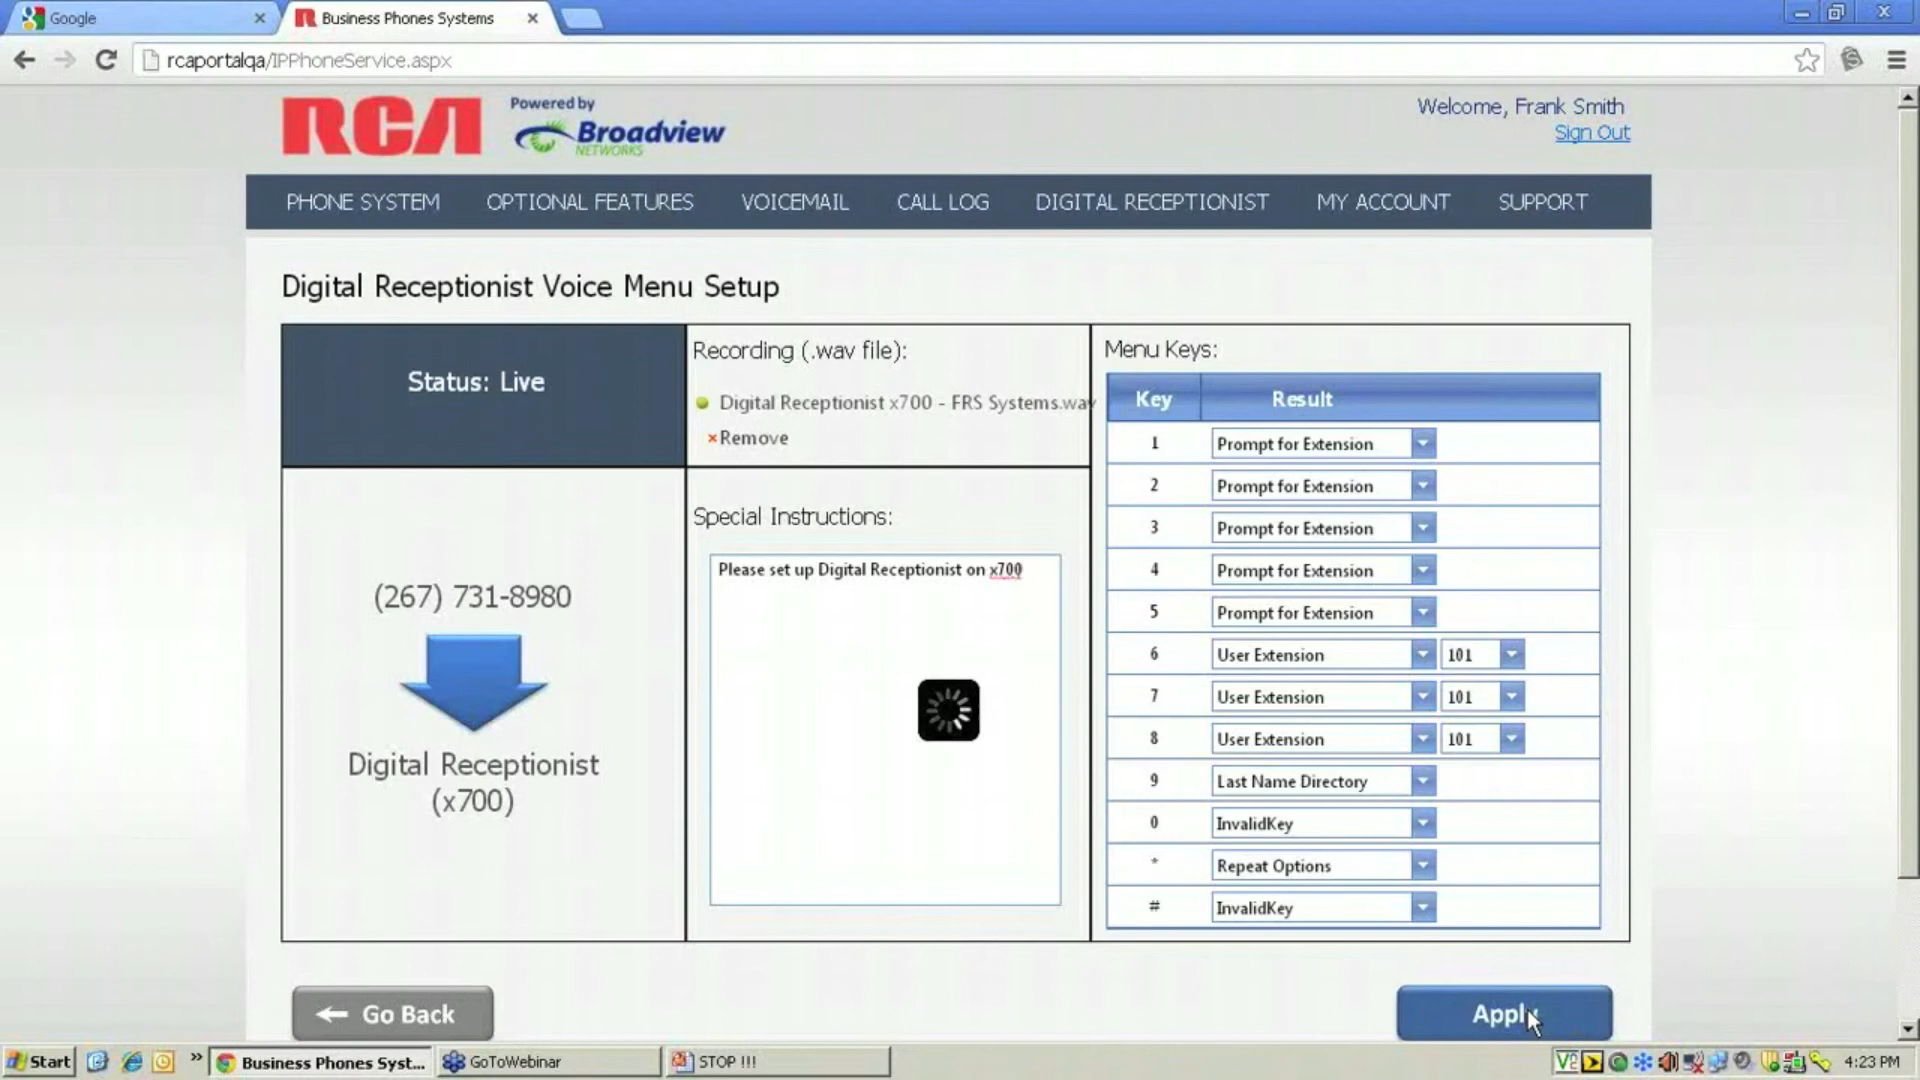 Google
Business Phones Systems
rcaportalqa/IPPhoneService.aspx
RCA
Powered by
Broadview
NETWORKS
Welcome, Frank Smith
Sign Out
PHONE SYSTEM OPTIONAL FEATURES VOICEMAIL CALL LOG DIGITAL RECEPTIONIST MY ACCOUNT SUPPORT
Digital Receptionist Voice Menu Setup
Status: Live
(267) 731-8980
Digital Receptionist
(x700)
Recording (.wav file):
Digital Receptionist x700 - FRS Systems.wav
×Remove
Special Instructions:
Please set up Digital Receptionist on x700
Menu Keys:
Key Result
1 Prompt for Extension
2 Prompt for Extension
3 Prompt for Extension
4 Prompt for Extension
5 Prompt for Extension
6 User Extension 101
7 User Extension 101
8 User Extension 101
9 Last Name Directory
0 InvalidKey
* Repeat Options
# InvalidKey
Go Back
Apply
Start
Business Phones Syst...
GoToWebinar
STOP !!!
4:23 PM